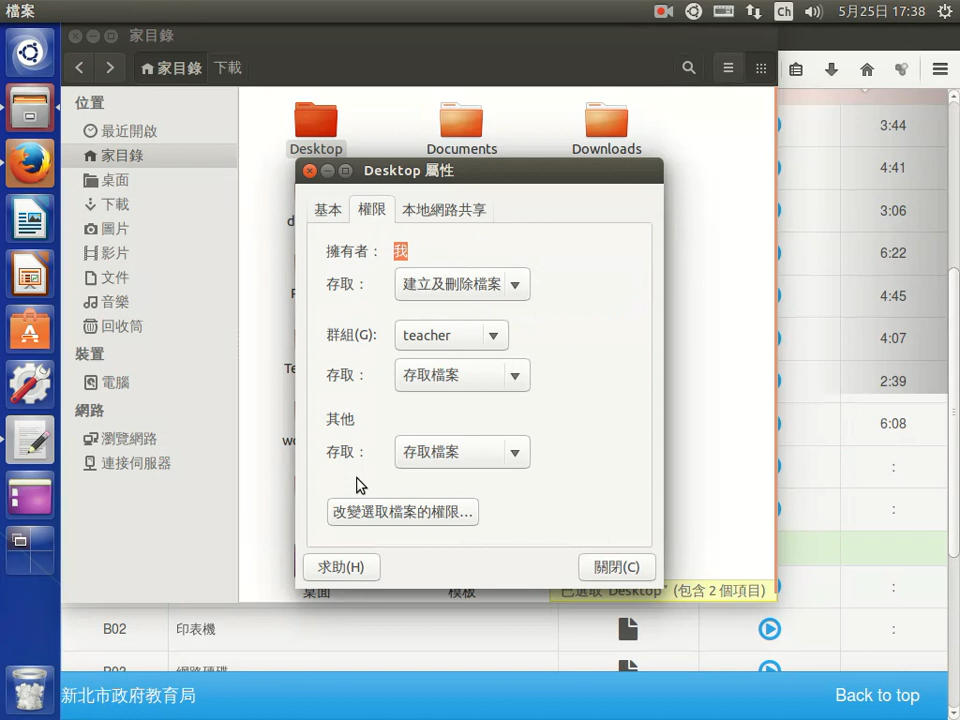 檔案
Ch
5月25日 17:38
家目錄
家目錄 下載
位置
最近開啟
家目錄
桌面
下載
圖片
影片
文件
音樂
回收筒
裝置
電腦
網路
瀏覽網路
連接伺服器
Desktop
Documents
Downloads
Desktop 屬性
基本 權限 本地網路共享
擁有者： 我
存取： 建立及刪除檔案
群組(G): teacher
存取： 存取檔案
其他
存取： 存取檔案
改變選取檔案的權限...
求助(H) 關閉(C)
桌面 模板
已選取"Desktop" (包含 2 個項目)
3:44
4:41
3:06
6:22
4:45
4:07
2:39
6:08
:
:
:
B02 印表機 :
B03 網路硬碟
新北市政府教育局 Back to top